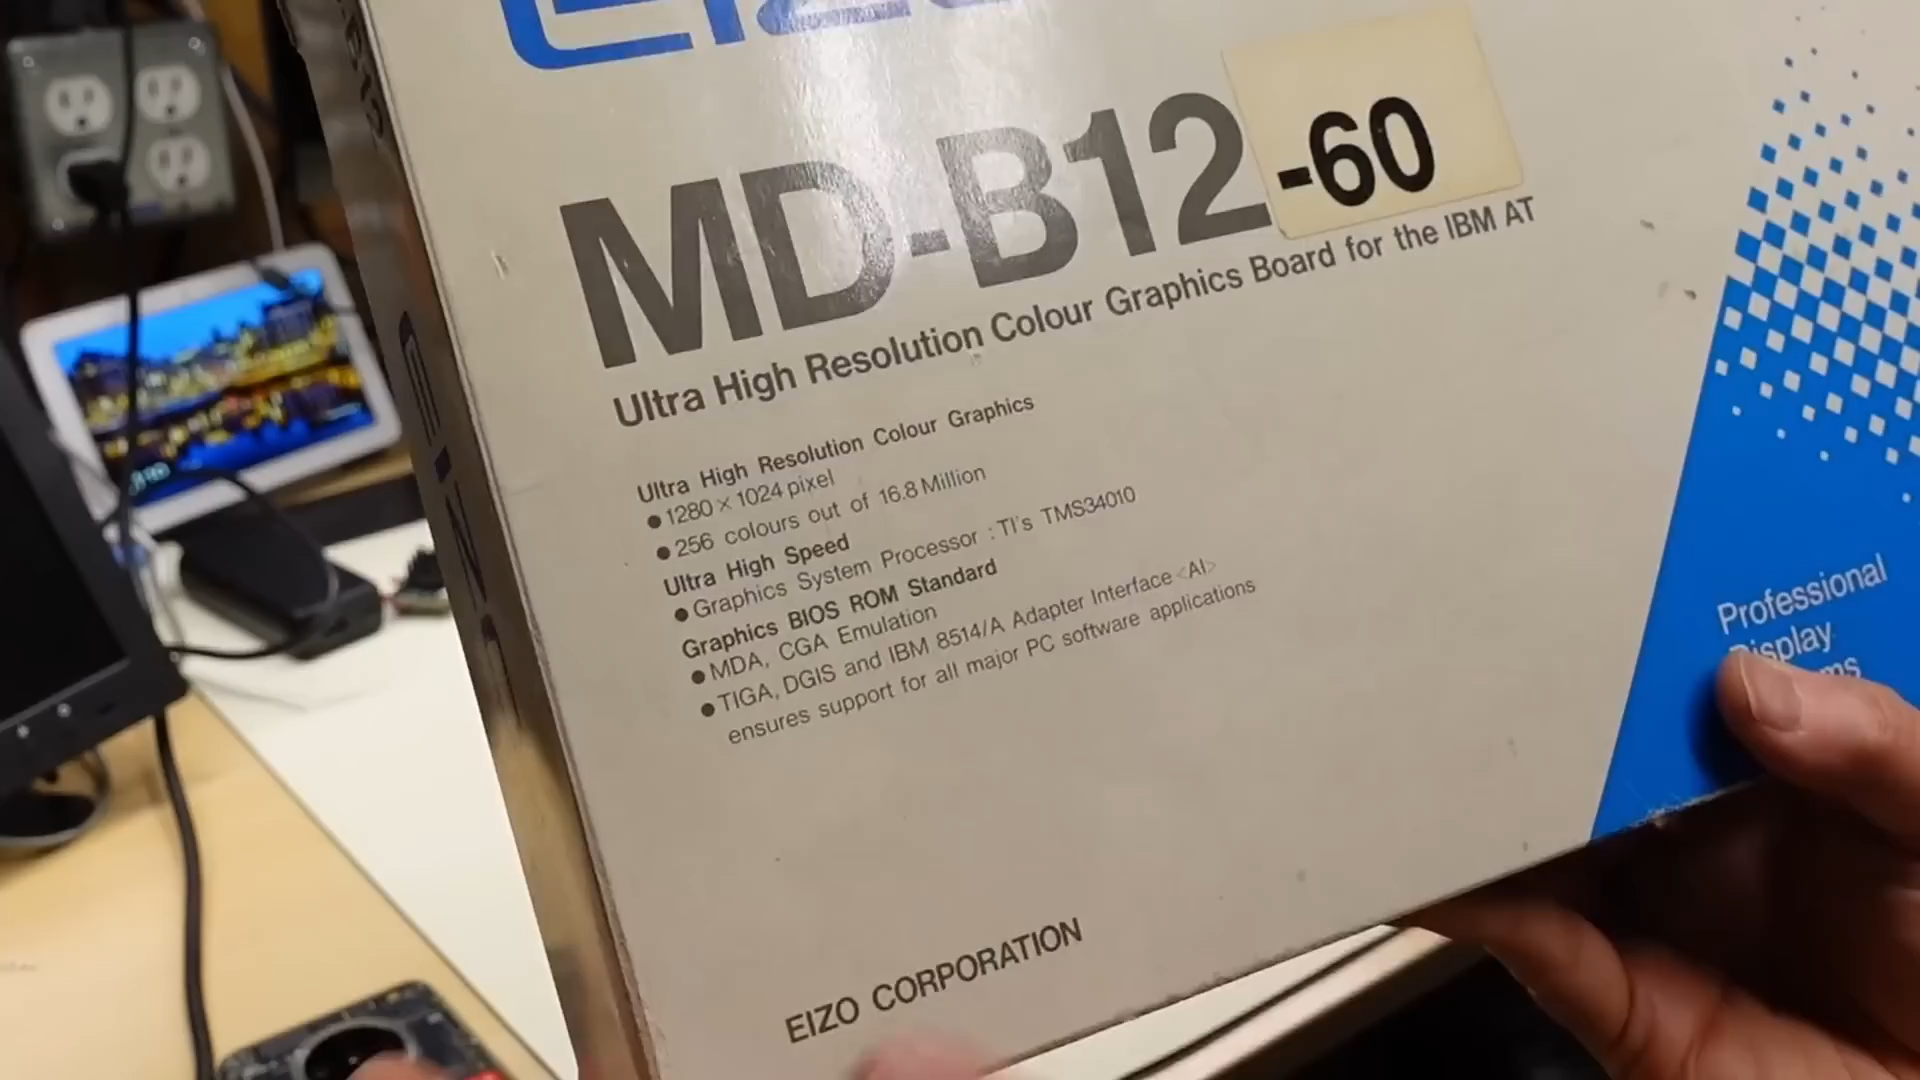 EIZO
MD-B12-60
Ultra High Resolution Colour Graphics Board for the IBM AT
Ultra High Resolution Colour Graphics
●1280×1024 pixel
●256 colours out of 16.8 Million
Ultra High Speed
●Graphics System Processor : TI's TMS34010
Graphics BIOS ROM Standard
●MDA, CGA Emulation
●TIGA, DGIS and IBM 8514/A Adapter Interface <AI>
ensures support for all major PC software applications
EIZO CORPORATION
Professional
Display
EIZO